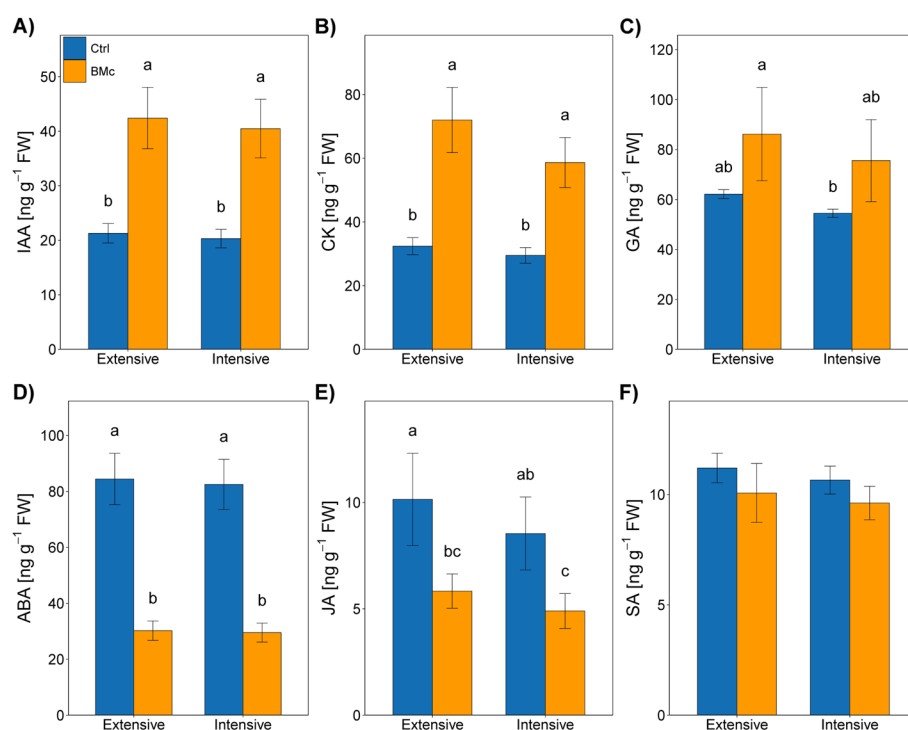 A)
Ctrl
BMc
IAA [ng g⁻¹ FW]
50
40
30
20
10
0
b
a
b
a
Extensive
Intensive
B)
CK [ng g⁻¹ FW]
80
60
40
20
0
b
a
b
a
Extensive
Intensive
C)
GA [ng g⁻¹ FW]
120
100
80
60
40
20
0
ab
a
b
ab
Extensive
Intensive
D)
ABA [ng g⁻¹ FW]
100
80
60
40
20
0
a
b
a
b
Extensive
Intensive
E)
JA [ng g⁻¹ FW]
10
5
0
a
bc
ab
c
Extensive
Intensive
F)
SA [ng g⁻¹ FW]
10
5
0
Extensive
Intensive